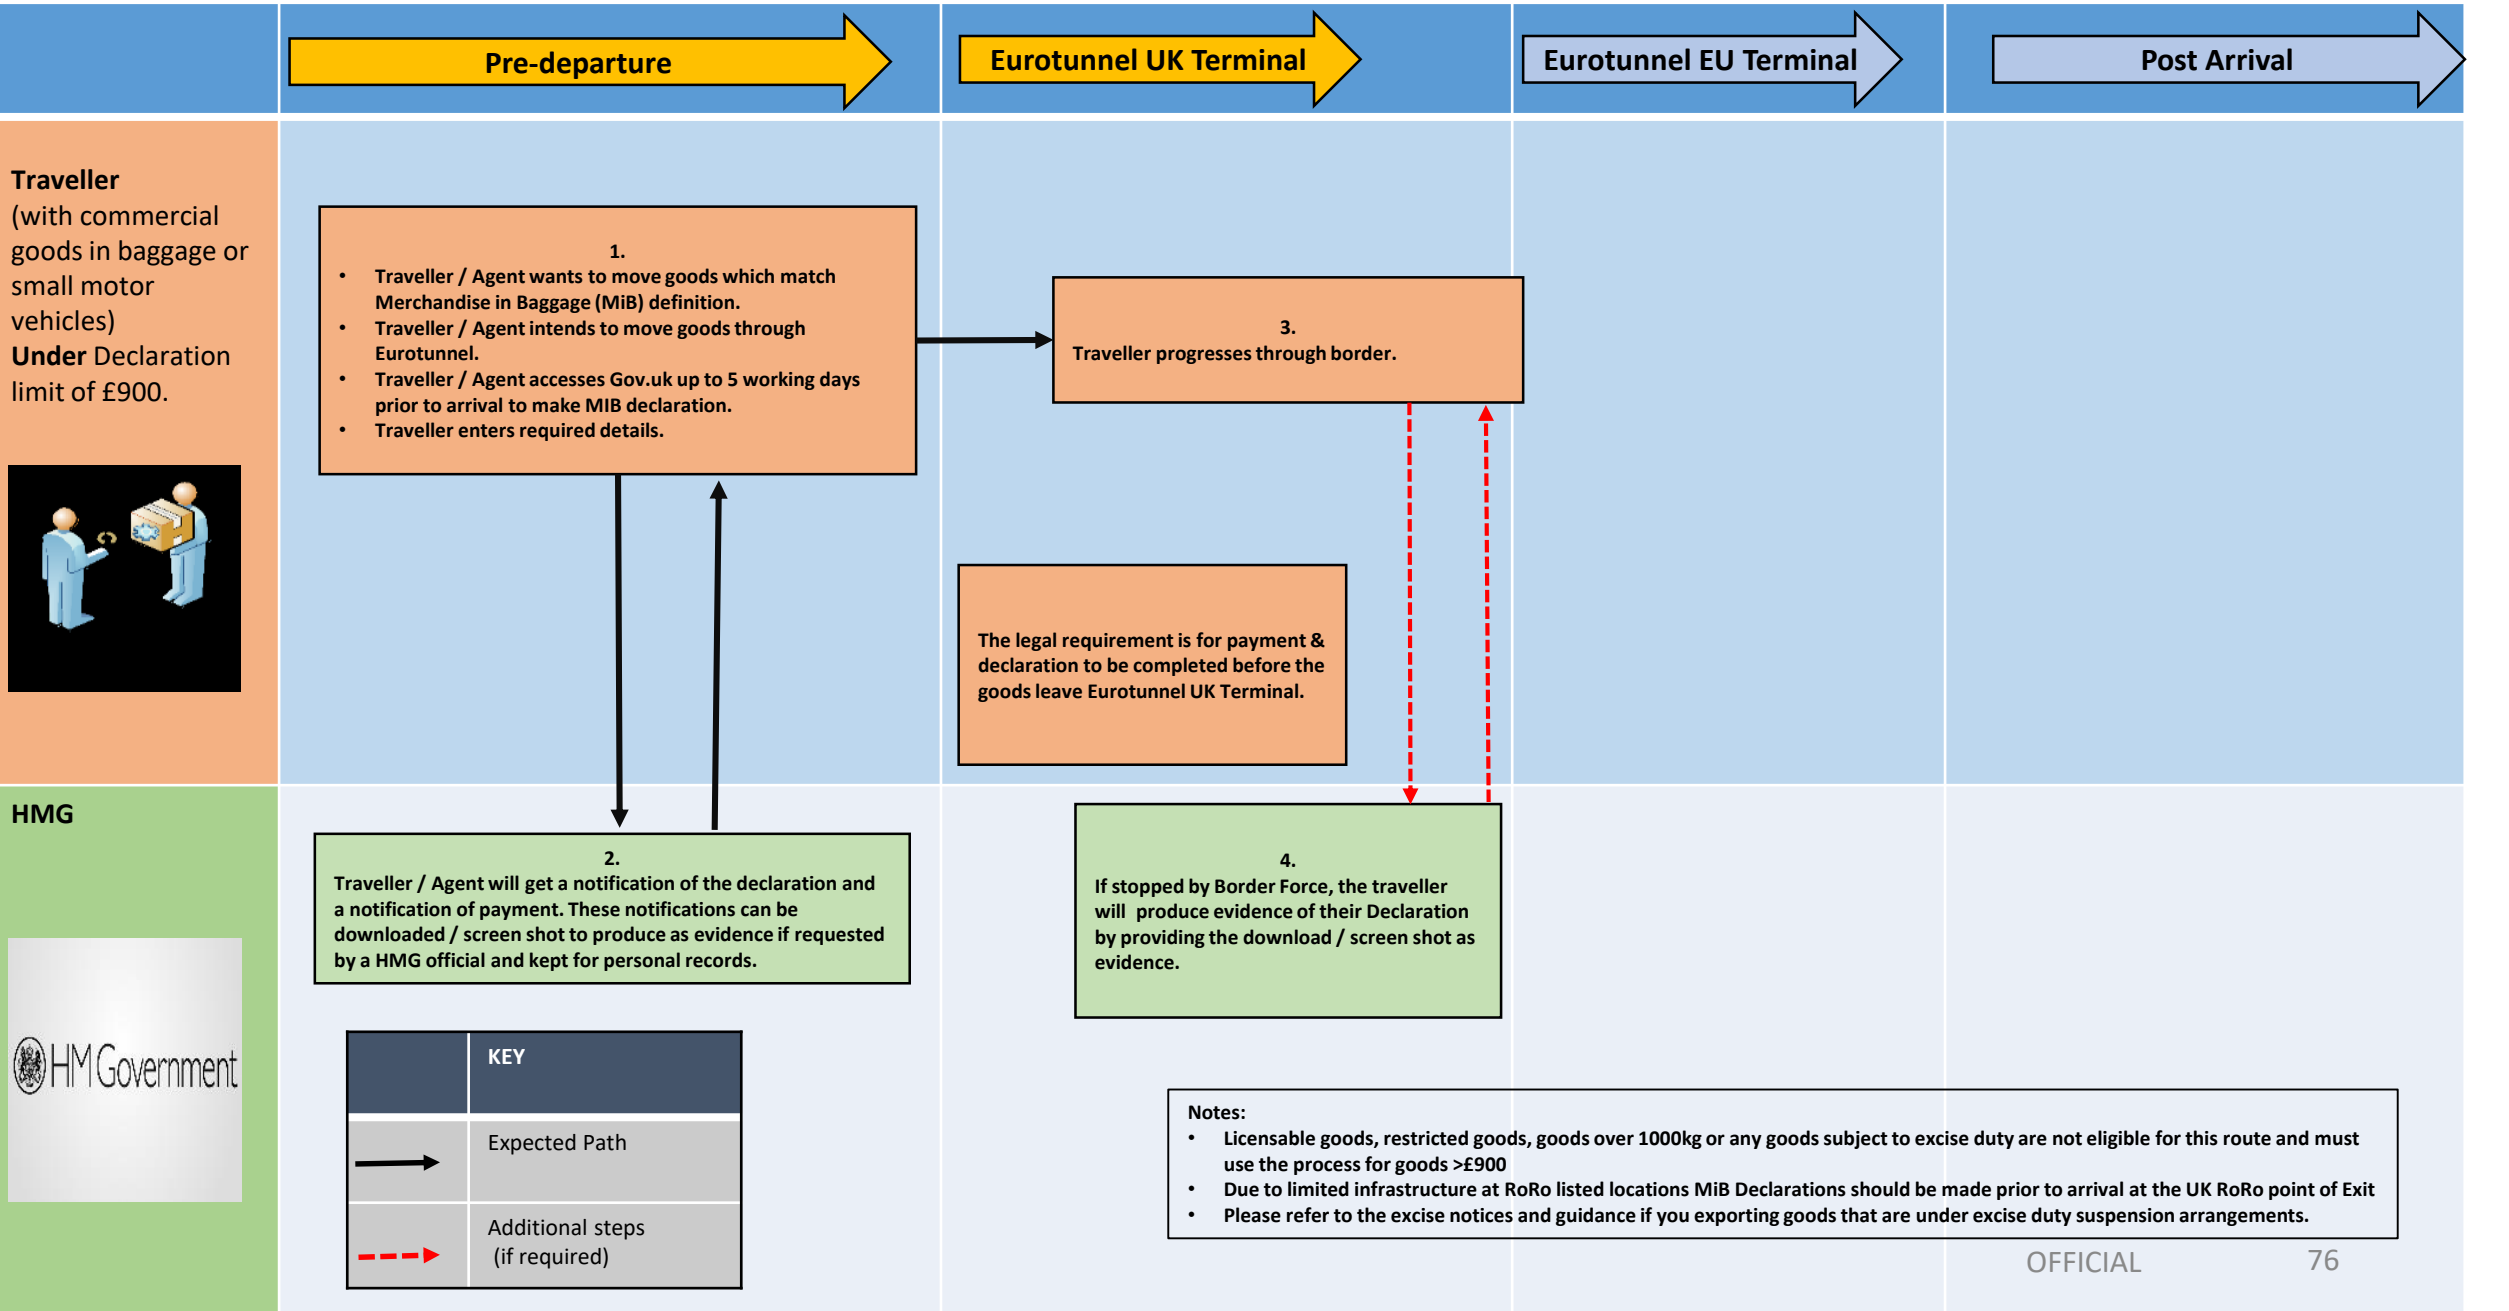 Pre-departure
Eurotunnel UK Terminal
Eurotunnel EU Terminal
Post Arrival
Traveller
(with commercial
goods in baggage or
small motor
vehicles)
Under Declaration
limit of £900.
1.
• Traveller / Agent wants to move goods which match
Merchandise in Baggage (MiB) definition.
• Traveller / Agent intends to move goods through
Eurotunnel.
• Traveller / Agent accesses Gov.uk up to 5 working days
prior to arrival to make MIB declaration.
• Traveller enters required details.
3.
Traveller progresses through border.
The legal requirement is for payment &
declaration to be completed before the
goods leave Eurotunnel UK Terminal.
HMG
HM Government
2.
Traveller / Agent will get a notification of the declaration and
a notification of payment. These notifications can be
downloaded / screen shot to produce as evidence if requested
by a HMG official and kept for personal records.
4.
If stopped by Border Force, the traveller
will produce evidence of their Declaration
by providing the download / screen shot as
evidence.
KEY
Expected Path
Additional steps
(if required)
Notes:
• Licensable goods, restricted goods, goods over 1000kg or any goods subject to excise duty are not eligible for this route and must
use the process for goods >£900
• Due to limited infrastructure at RoRo listed locations MiB Declarations should be made prior to arrival at the UK RoRo point of Exit
• Please refer to the excise notices and guidance if you exporting goods that are under excise duty suspension arrangements.
OFFICIAL
76